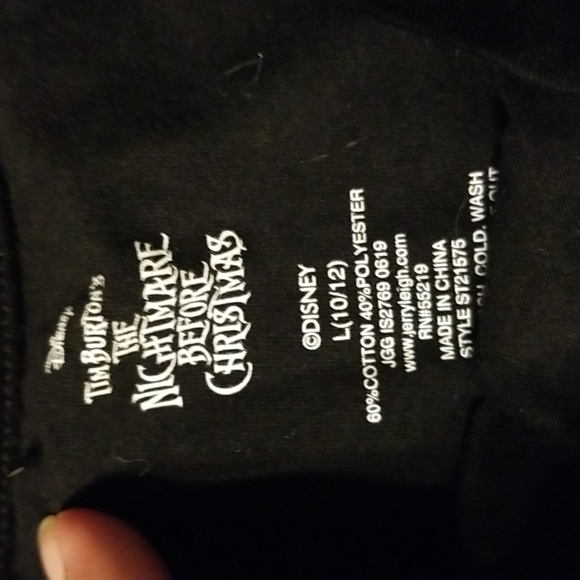 Disney
TIM BURTON'S
THE
NIGHTMARE
BEFORE
CHRISTMAS
©DISNEY
L(10/12)
60%COTTON 40%POLYESTER
JGG IS2769 0619
www.jerryleigh.com
RN#55219
MADE IN CHINA
STYLE ST21575
COLD. WASH